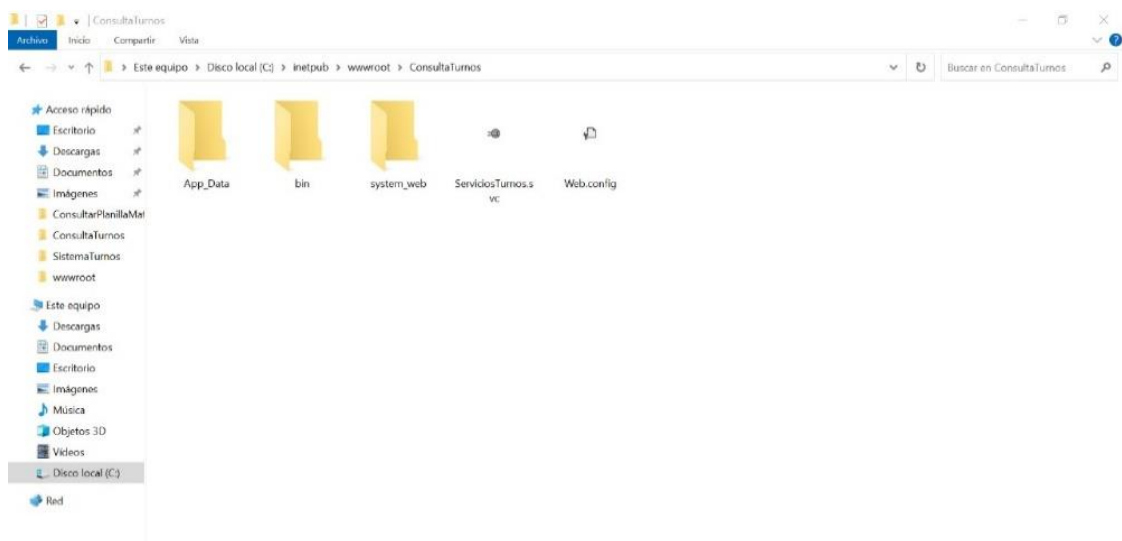 ConsultaTurnos
Archivo Inicio Compartir Vista
Este equipo > Disco local (C:) > inetpub > wwwroot > ConsultaTurnos
Buscar en ConsultaTurnos
Acceso rápido
Escritorio
Descargas
Documentos
Imágenes
ConsultarPlanillaMat
ConsultaTurnos
SistemaTurnos
wwwroot
Este equipo
Descargas
Documentos
Escritorio
Imágenes
Música
Objetos 3D
Vídeos
Disco local (C:)
Red
App_Data
bin
system_web
ServiciosTurnos.s
vc
Web.config